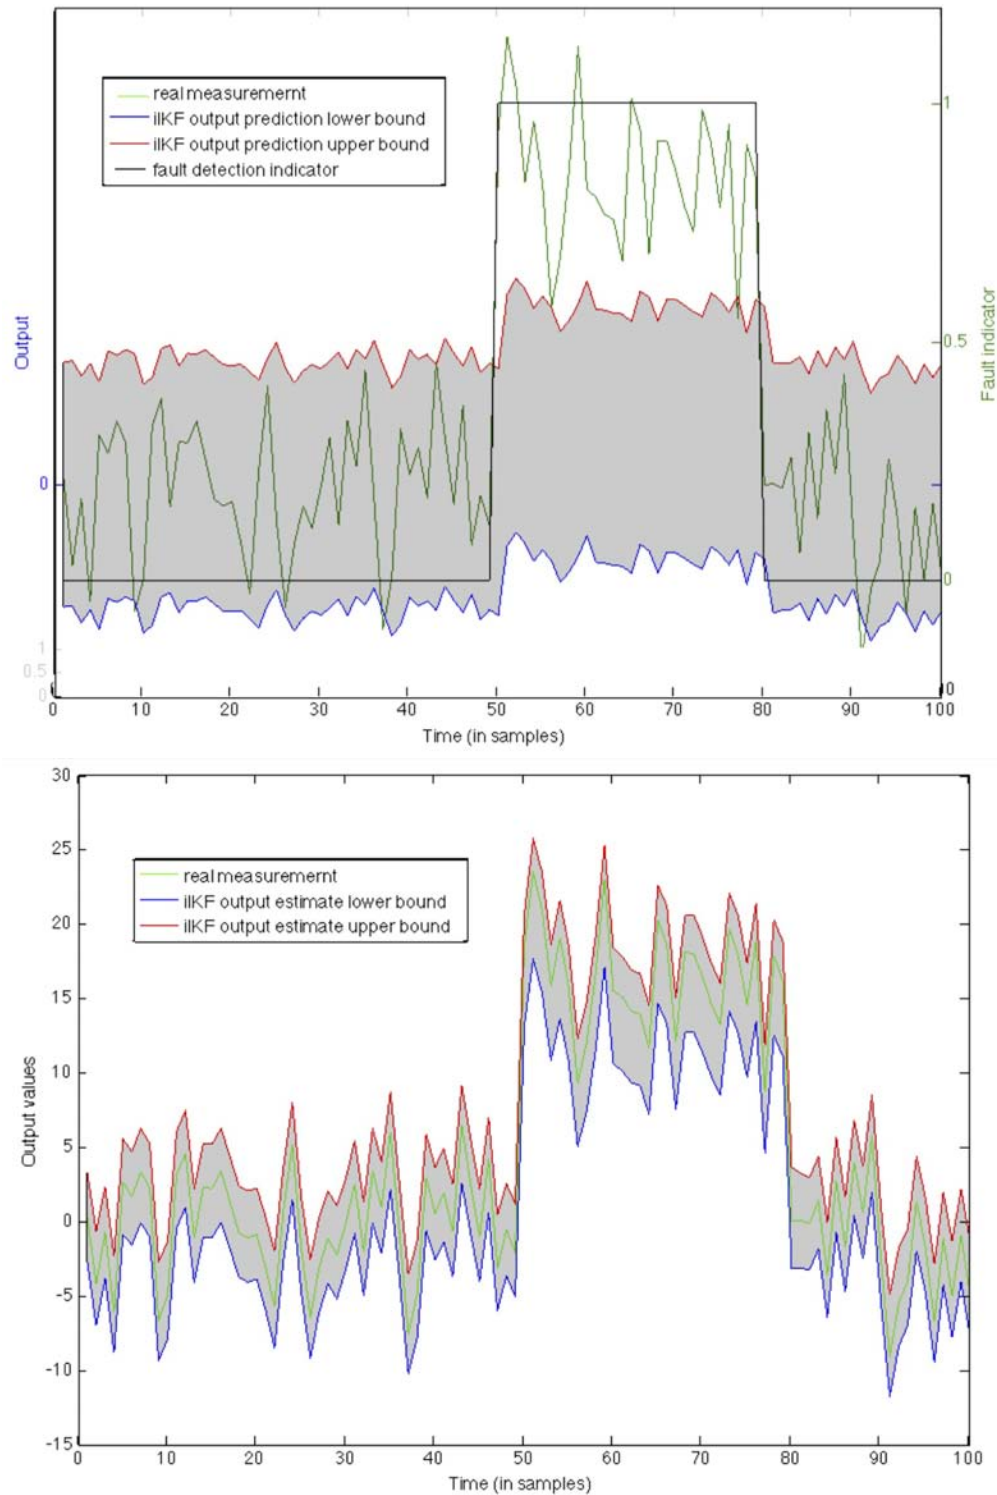 real measurememt
iIKF output prediction lower bound
iIKF output prediction upper bound
fault detection indicator
Output
0
1
0.5
0
1
0.5
0
Fault indicator
0
0 10 20 30 40 50 60 70 80 90 100
Time (in samples)
30
25
20
15
10
5
0
-5
-10
-15
real measurememt
iIKF output estimate lower bound
iIKF output estimate upper bound
Output values
0 10 20 30 40 50 60 70 80 90 100
Time (in samples)